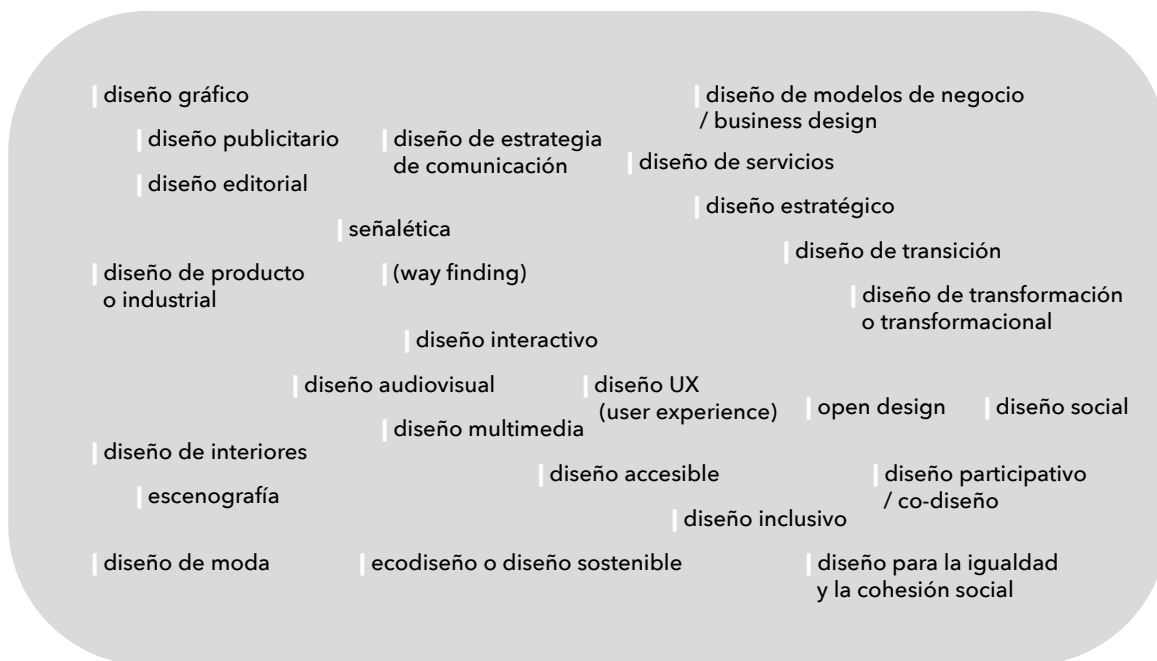 diseño gráfico
diseño de modelos de negocio
/ business design
diseño publicitario
diseño de estrategia
de comunicación
diseño de servicios
diseño editorial
diseño estratégico
señalética
diseño de transición
diseño de producto
o industrial
(way finding)
diseño de transformación
o transformacional
diseño interactivo
diseño audiovisual
diseño UX
(user experience)
open design
diseño social
diseño multimedia
diseño de interiores
diseño accesible
diseño participativo
/ co-diseño
escenografía
diseño inclusivo
diseño de moda
ecodiseño o diseño sostenible
diseño para la igualdad
y la cohesión social